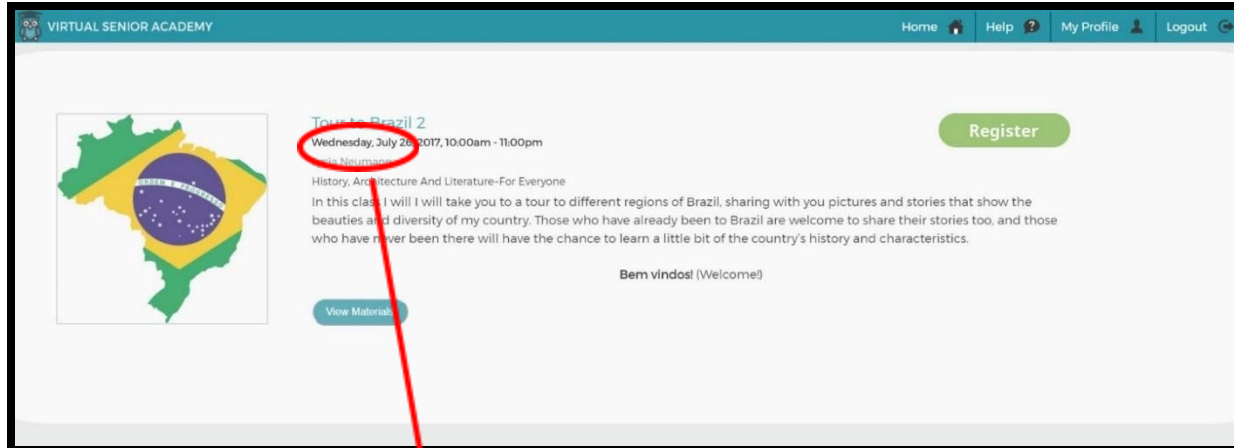 VIRTUAL SENIOR ACADEMY
Home Help My Profile Logout
Tour to Brazil 2
Wednesday, July 26, 2017, 10:00am - 11:00pm
Neumann
Register
History, Architecture And Literature-For Everyone
In this class I will I will take you to a tour to different regions of Brazil, sharing with you pictures and stories that show the
beauties and diversity of my country. Those who have already been to Brazil are welcome to share their stories too, and those
who have never been there will have the chance to learn a little bit of the country's history and characteristics.
Bem vindos! (Welcome!)
View Materials
ORDEM E PROGRESSO